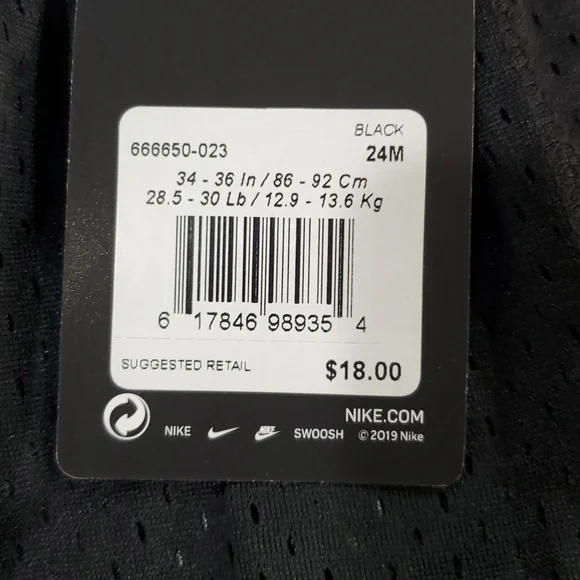 BLACK
666650-023 24M
34 - 36 In / 86 - 92 Cm
28.5 - 30 Lb / 12.9 - 13.6 Kg
6 17846 98935 4
SUGGESTED RETAIL $18.00
NIKE.COM
NIKE NIKE SWOOSH © 2019 Nike